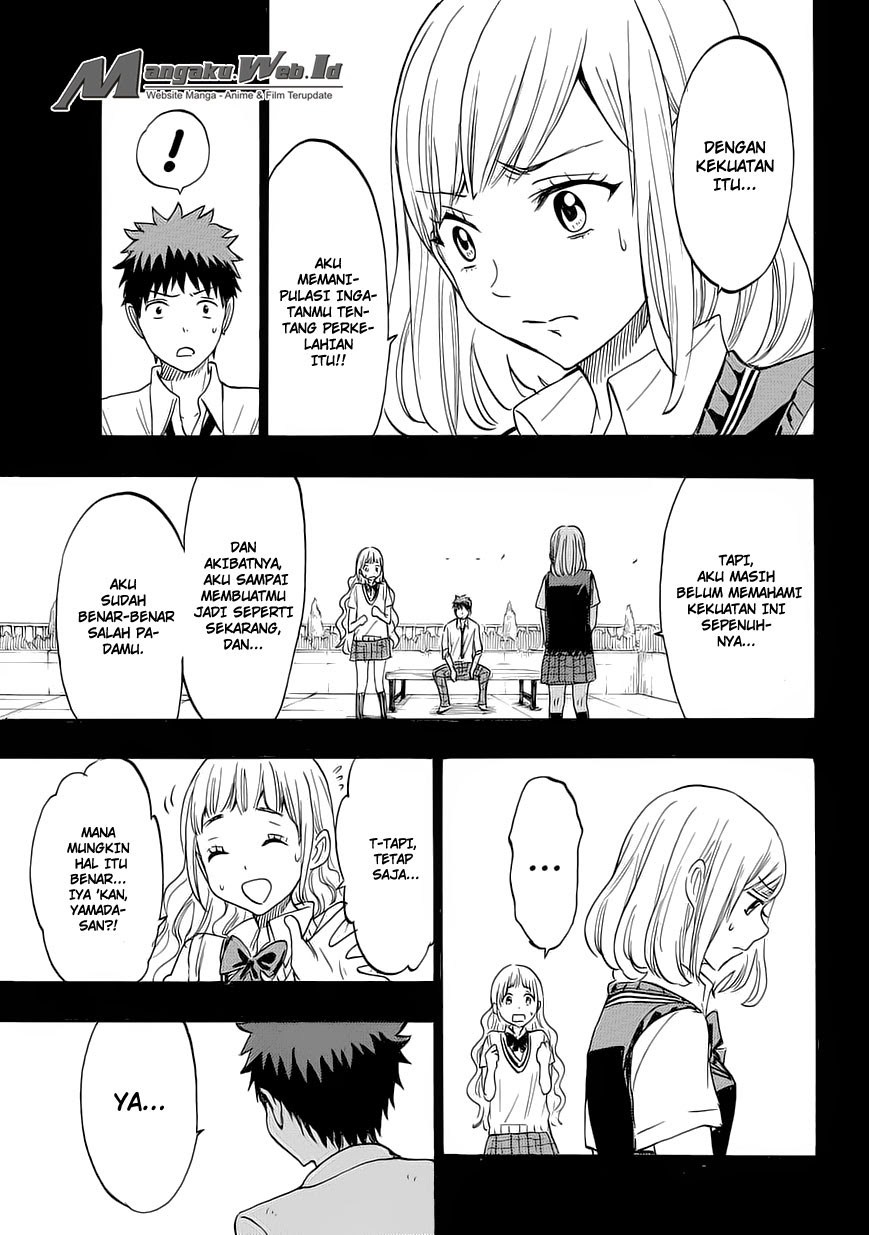 Mangaku.Web.Id
Website Manga - Anime & Film Terupdate
DENGAN
KEKUATAN
ITU...
AKU
MEMANI-
PULASI INGA-
TANMU TEN-
TANG PERKE-
LAHIAN
ITU!!
!
TAPI,
AKU MASIH
BELUM MEMAHAMI
KEKUATAN INI
SEPENUH-
NYA...
DAN
AKIBATNYA,
AKU SAMPAI
MEMBUATMU
JADI SEPERTI
SEKARANG,
DAN...
AKU
SUDAH
BENAR-BENAR
SALAH PA-
DAMU.
...
T-TAPI,
TETAP
SAJA...
MANA
MUNGKIN
HAL ITU
BENAR...
IYA 'KAN,
YAMADA-
SAN?!
YA...